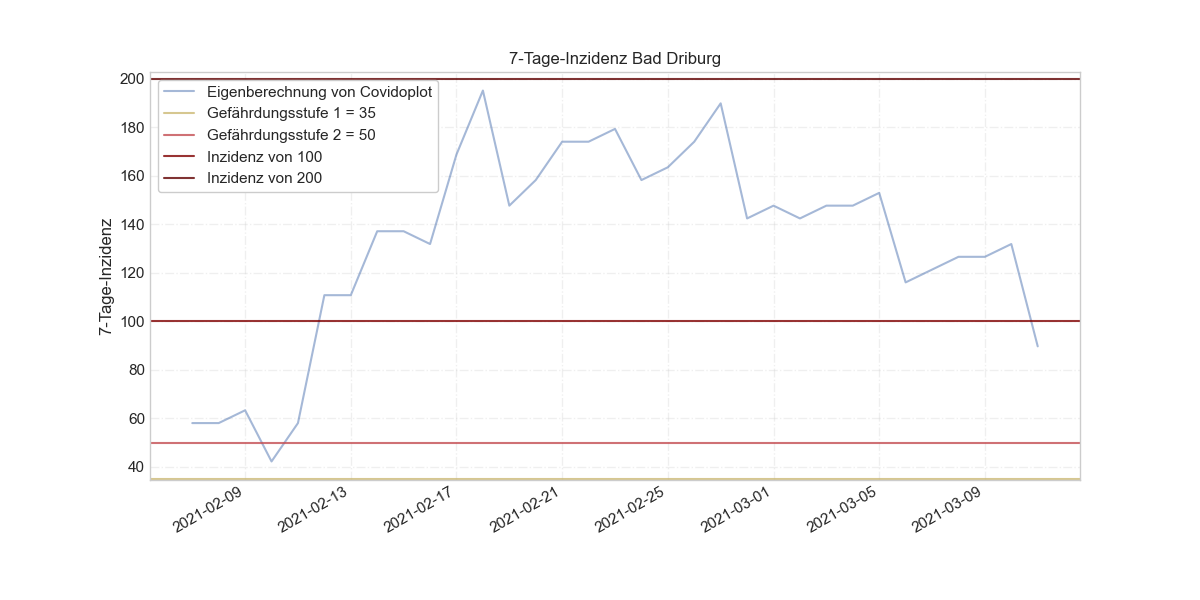 7-Tage-Inzidenz Bad Driburg
Eigenberechnung von Covidoplot
Gefährdungsstufe 1 = 35
Gefährdungsstufe 2 = 50
Inzidenz von 100
Inzidenz von 200
7-Tage-Inzidenz
200
180
160
140
120
100
80
60
40
2021-02-09
2021-02-13
2021-02-17
2021-02-21
2021-02-25
2021-03-01
2021-03-05
2021-03-09